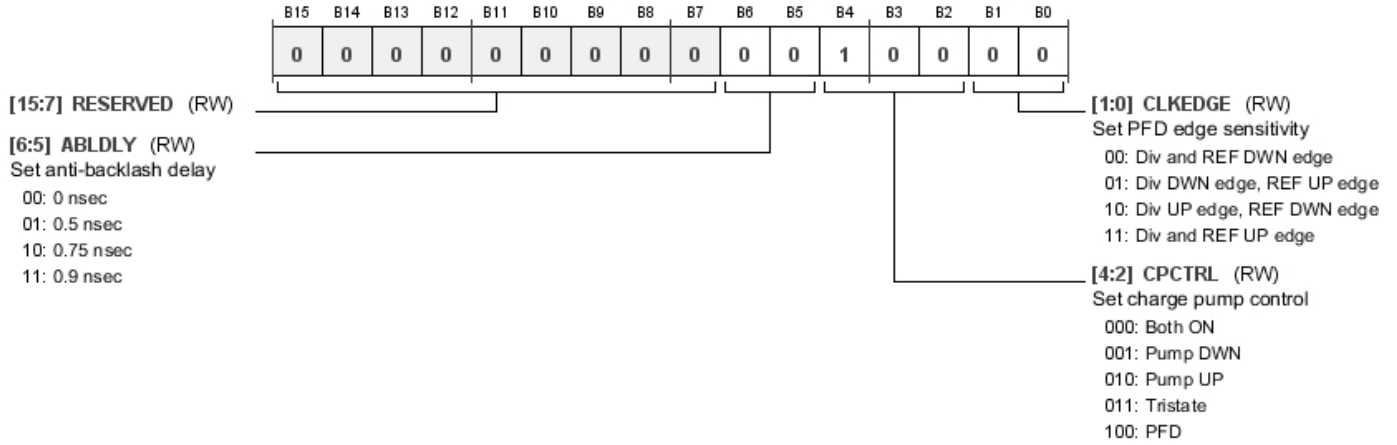 B15 B14 B13 B12 B11 B10 B9 B8 B7 B6 B5 B4 B3 B2 B1 B0
0 0 0 0 0 0 0 0 0 0 0 1 0 0 0 0
[15:7] RESERVED (RW)
[6:5] ABLDLY (RW)
Set anti-backlash delay
00: 0 nsec
01: 0.5 nsec
10: 0.75 nsec
11: 0.9 nsec
[1:0] CLKEDGE (RW)
Set PFD edge sensitivity
00: Div and REF DWN edge
01: Div DWN edge, REF UP edge
10: Div UP edge, REF DWN edge
11: Div and REF UP edge
[4:2] CPCTRL (RW)
Set charge pump control
000: Both ON
001: Pump DWN
010: Pump UP
011: Tristate
100: PFD